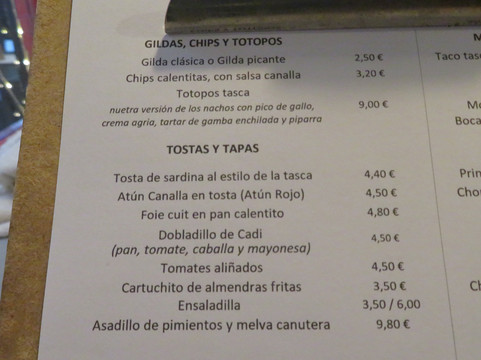 GILDAS, CHIPS Y TOTOPOS
Gilda clásica o Gilda picante 2,50 €
Chips calentitas, con salsa canalla 3,20 €
Totopos tasca
nuetra versión de los nachos con pico de gallo, 9,00 €
crema agria, tartar de gamba enchilada y piparra
TOSTAS Y TAPAS
Tosta de sardina al estilo de la tasca 4,40 €
Atún Canalla en tosta (Atún Rojo) 4,50 €
Foie cuit en pan calentito 4,80 €
Dobladillo de Cadi 4,50 €
(pan, tomate, caballa y mayonesa)
Tomates aliñados 4,50 €
Cartuchito de almendras fritas 3,50 €
Ensaladilla 3,50 / 6,00
Asadillo de pimientos y melva canutera 9,80 €
Taco